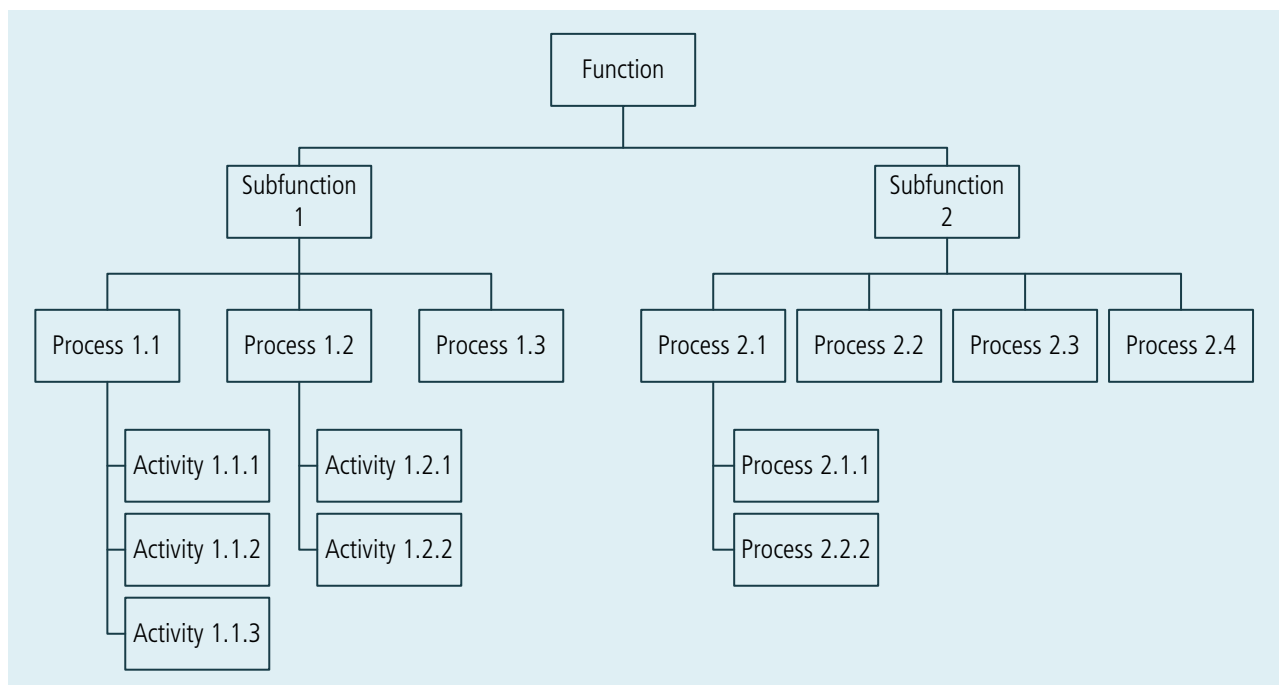 Function
Subfunction
1
Subfunction
2
Process 1.1
Process 1.2
Process 1.3
Process 2.1
Process 2.2
Process 2.3
Process 2.4
Activity 1.1.1
Activity 1.2.1
Process 2.1.1
Activity 1.1.2
Activity 1.2.2
Process 2.2.2
Activity 1.1.3